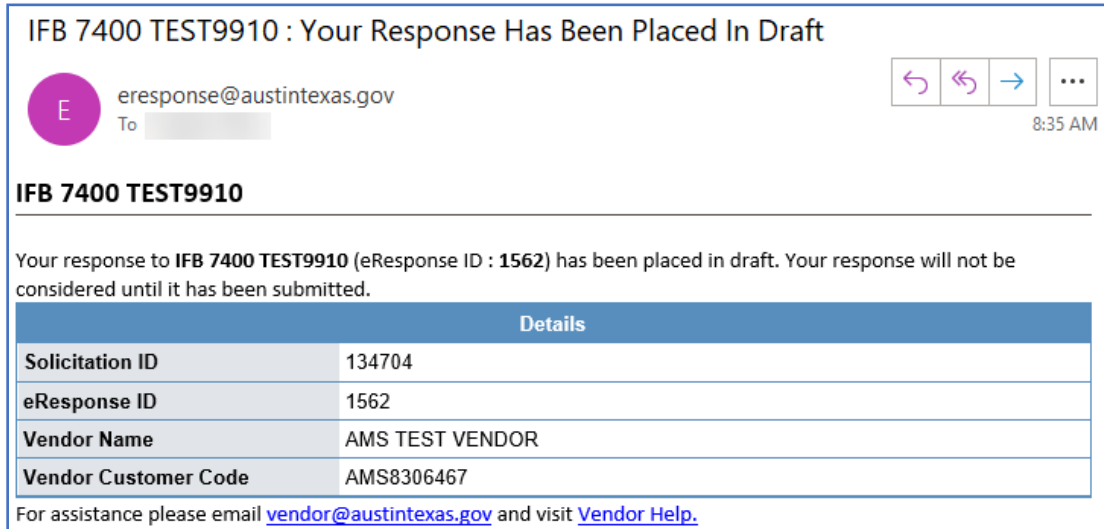 IFB 7400 TEST9910 : Your Response Has Been Placed In Draft
E
eresponse@austintexas.gov
To
8:35 AM
IFB 7400 TEST9910
Your response to IFB 7400 TEST9910 (eResponse ID : 1562) has been placed in draft. Your response will not be
considered until it has been submitted.
Details
Solicitation ID 134704
eResponse ID 1562
Vendor Name AMS TEST VENDOR
Vendor Customer Code AMS8306467
For assistance please email vendor@austintexas.gov and visit Vendor Help.